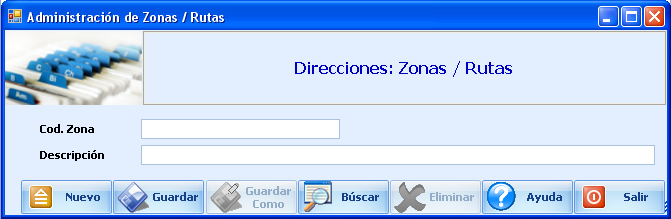 Administración de Zonas / Rutas
Direcciones: Zonas / Rutas
Cod. Zona
Descripción
Nuevo
Guardar
Guardar
Como
Búscar
Eliminar
Ayuda
Salir